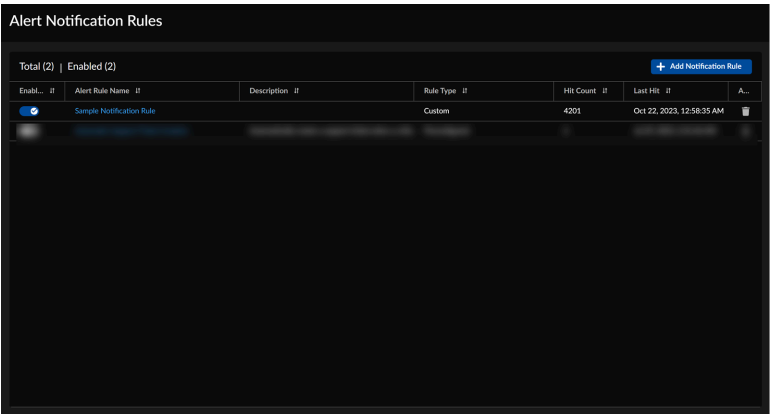 Alert Notification Rules
Total (2) | Enabled (2)
Add Notification Rule
Enabl... Alert Rule Name Description Rule Type Hit Count Last Hit A...
Sample Notification Rule Custom 4201 Oct 22, 2023, 12:58:35 AM